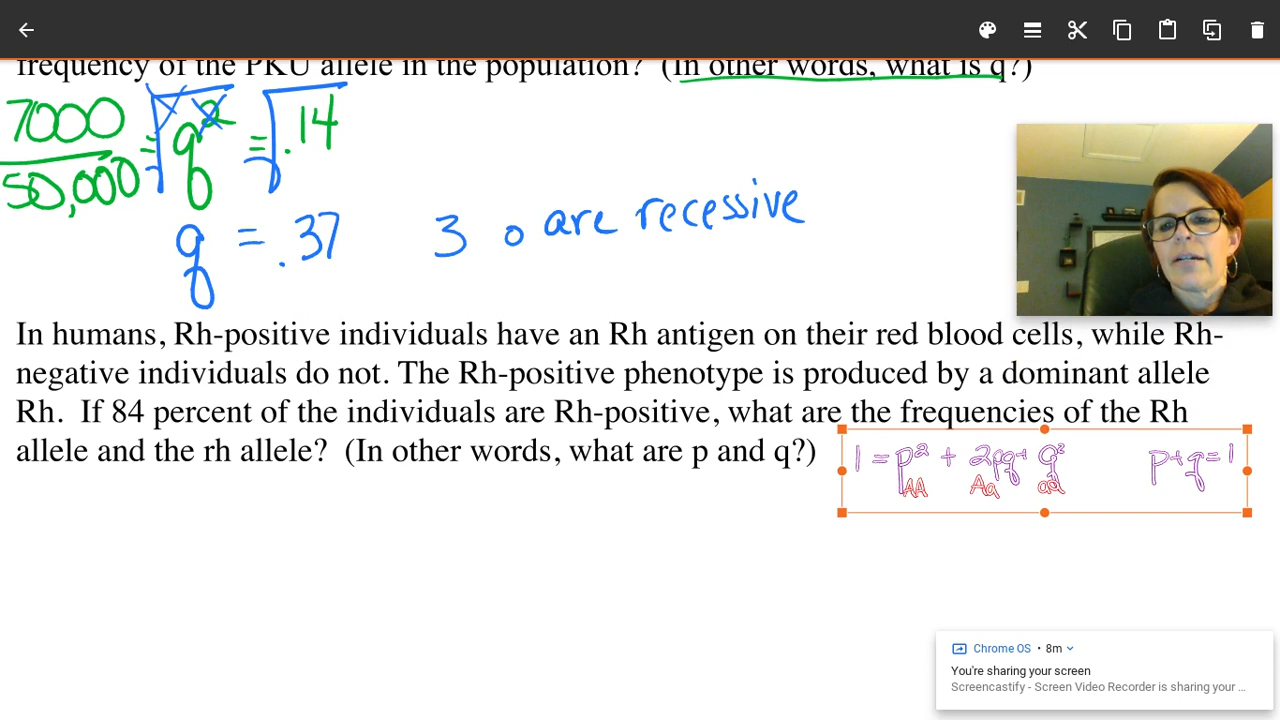 frequency of the PKU allele in the population? (In other words, what is q?)
7000
50,000
= q² = .14
q = .37
3 o are recessive
In humans, Rh-positive individuals have an Rh antigen on their red blood cells, while Rh-
negative individuals do not. The Rh-positive phenotype is produced by a dominant allele
Rh. If 84 percent of the individuals are Rh-positive, what are the frequencies of the Rh
allele and the rh allele? (In other words, what are p and q?)
1 = p² + 2pq + q² p+q=1
AA Aa aa
Chrome OS • 8m
You're sharing your screen
Screencastify - Screen Video Recorder is sharing your ...